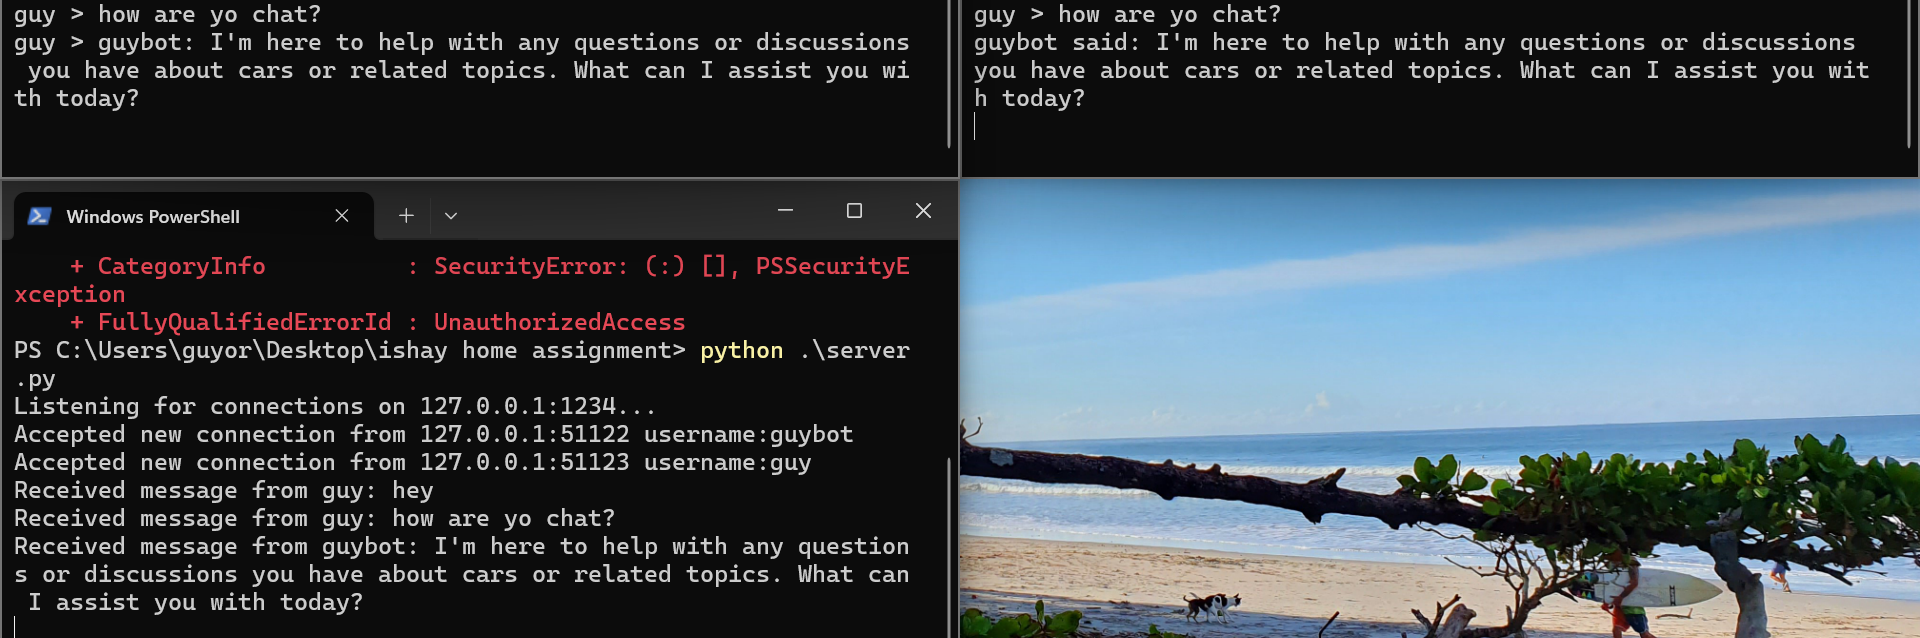 guy > how are yo chat?
guy > guybot: I'm here to help with any questions or discussions
you have about cars or related topics. What can I assist you wi
th today?
guy > how are yo chat?
guybot said: I'm here to help with any questions or discussions
you have about cars or related topics. What can I assist you wit
h today?
Windows PowerShell
+ CategoryInfo : SecurityError: (:) [], PSSecurityE
xception
+ FullyQualifiedErrorId : UnauthorizedAccess
PS C:\Users\guyor\Desktop\ishay home assignment> python .\server
.py
Listening for connections on 127.0.0.1:1234...
Accepted new connection from 127.0.0.1:51122 username:guybot
Accepted new connection from 127.0.0.1:51123 username:guy
Received message from guy: hey
Received message from guy: how are yo chat?
Received message from guybot: I'm here to help with any question
s or discussions you have about cars or related topics. What can
I assist you with today?